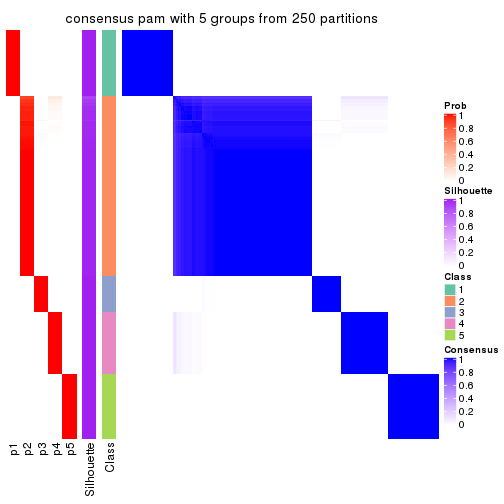 consensus pam with 5 groups from 250 partitions
Prob
1
0.8
0.6
0.4
0.2
0
Silhouette
1
0.8
0.6
0.4
0.2
0
Class
1
2
3
4
5
Consensus
1
0.8
0.6
0.4
0.2
0
p1
p2
p3
p4
p5
Silhouette
Class